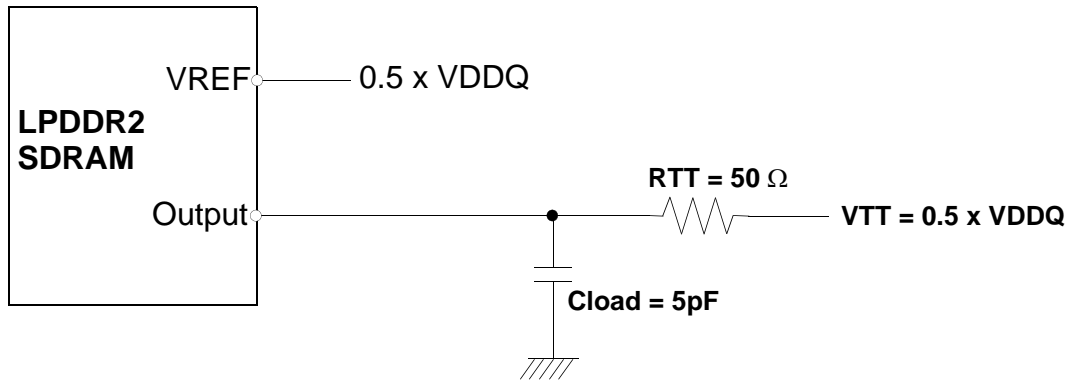 VREF
0.5 x VDDQ
LPDDR2
SDRAM
RTT = 50 Ω
Output
VTT = 0.5 x VDDQ
Cload = 5pF